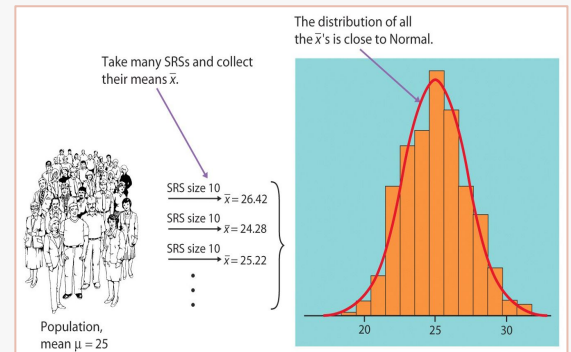 The distribution of all
the x̄'s is close to Normal.
Take many SRSs and collect
their means x̄.
SRS size 10
x̄ = 26.42
SRS size 10
x̄ = 24.28
SRS size 10
x̄ = 25.22
Population,
mean μ = 25
20 25 30